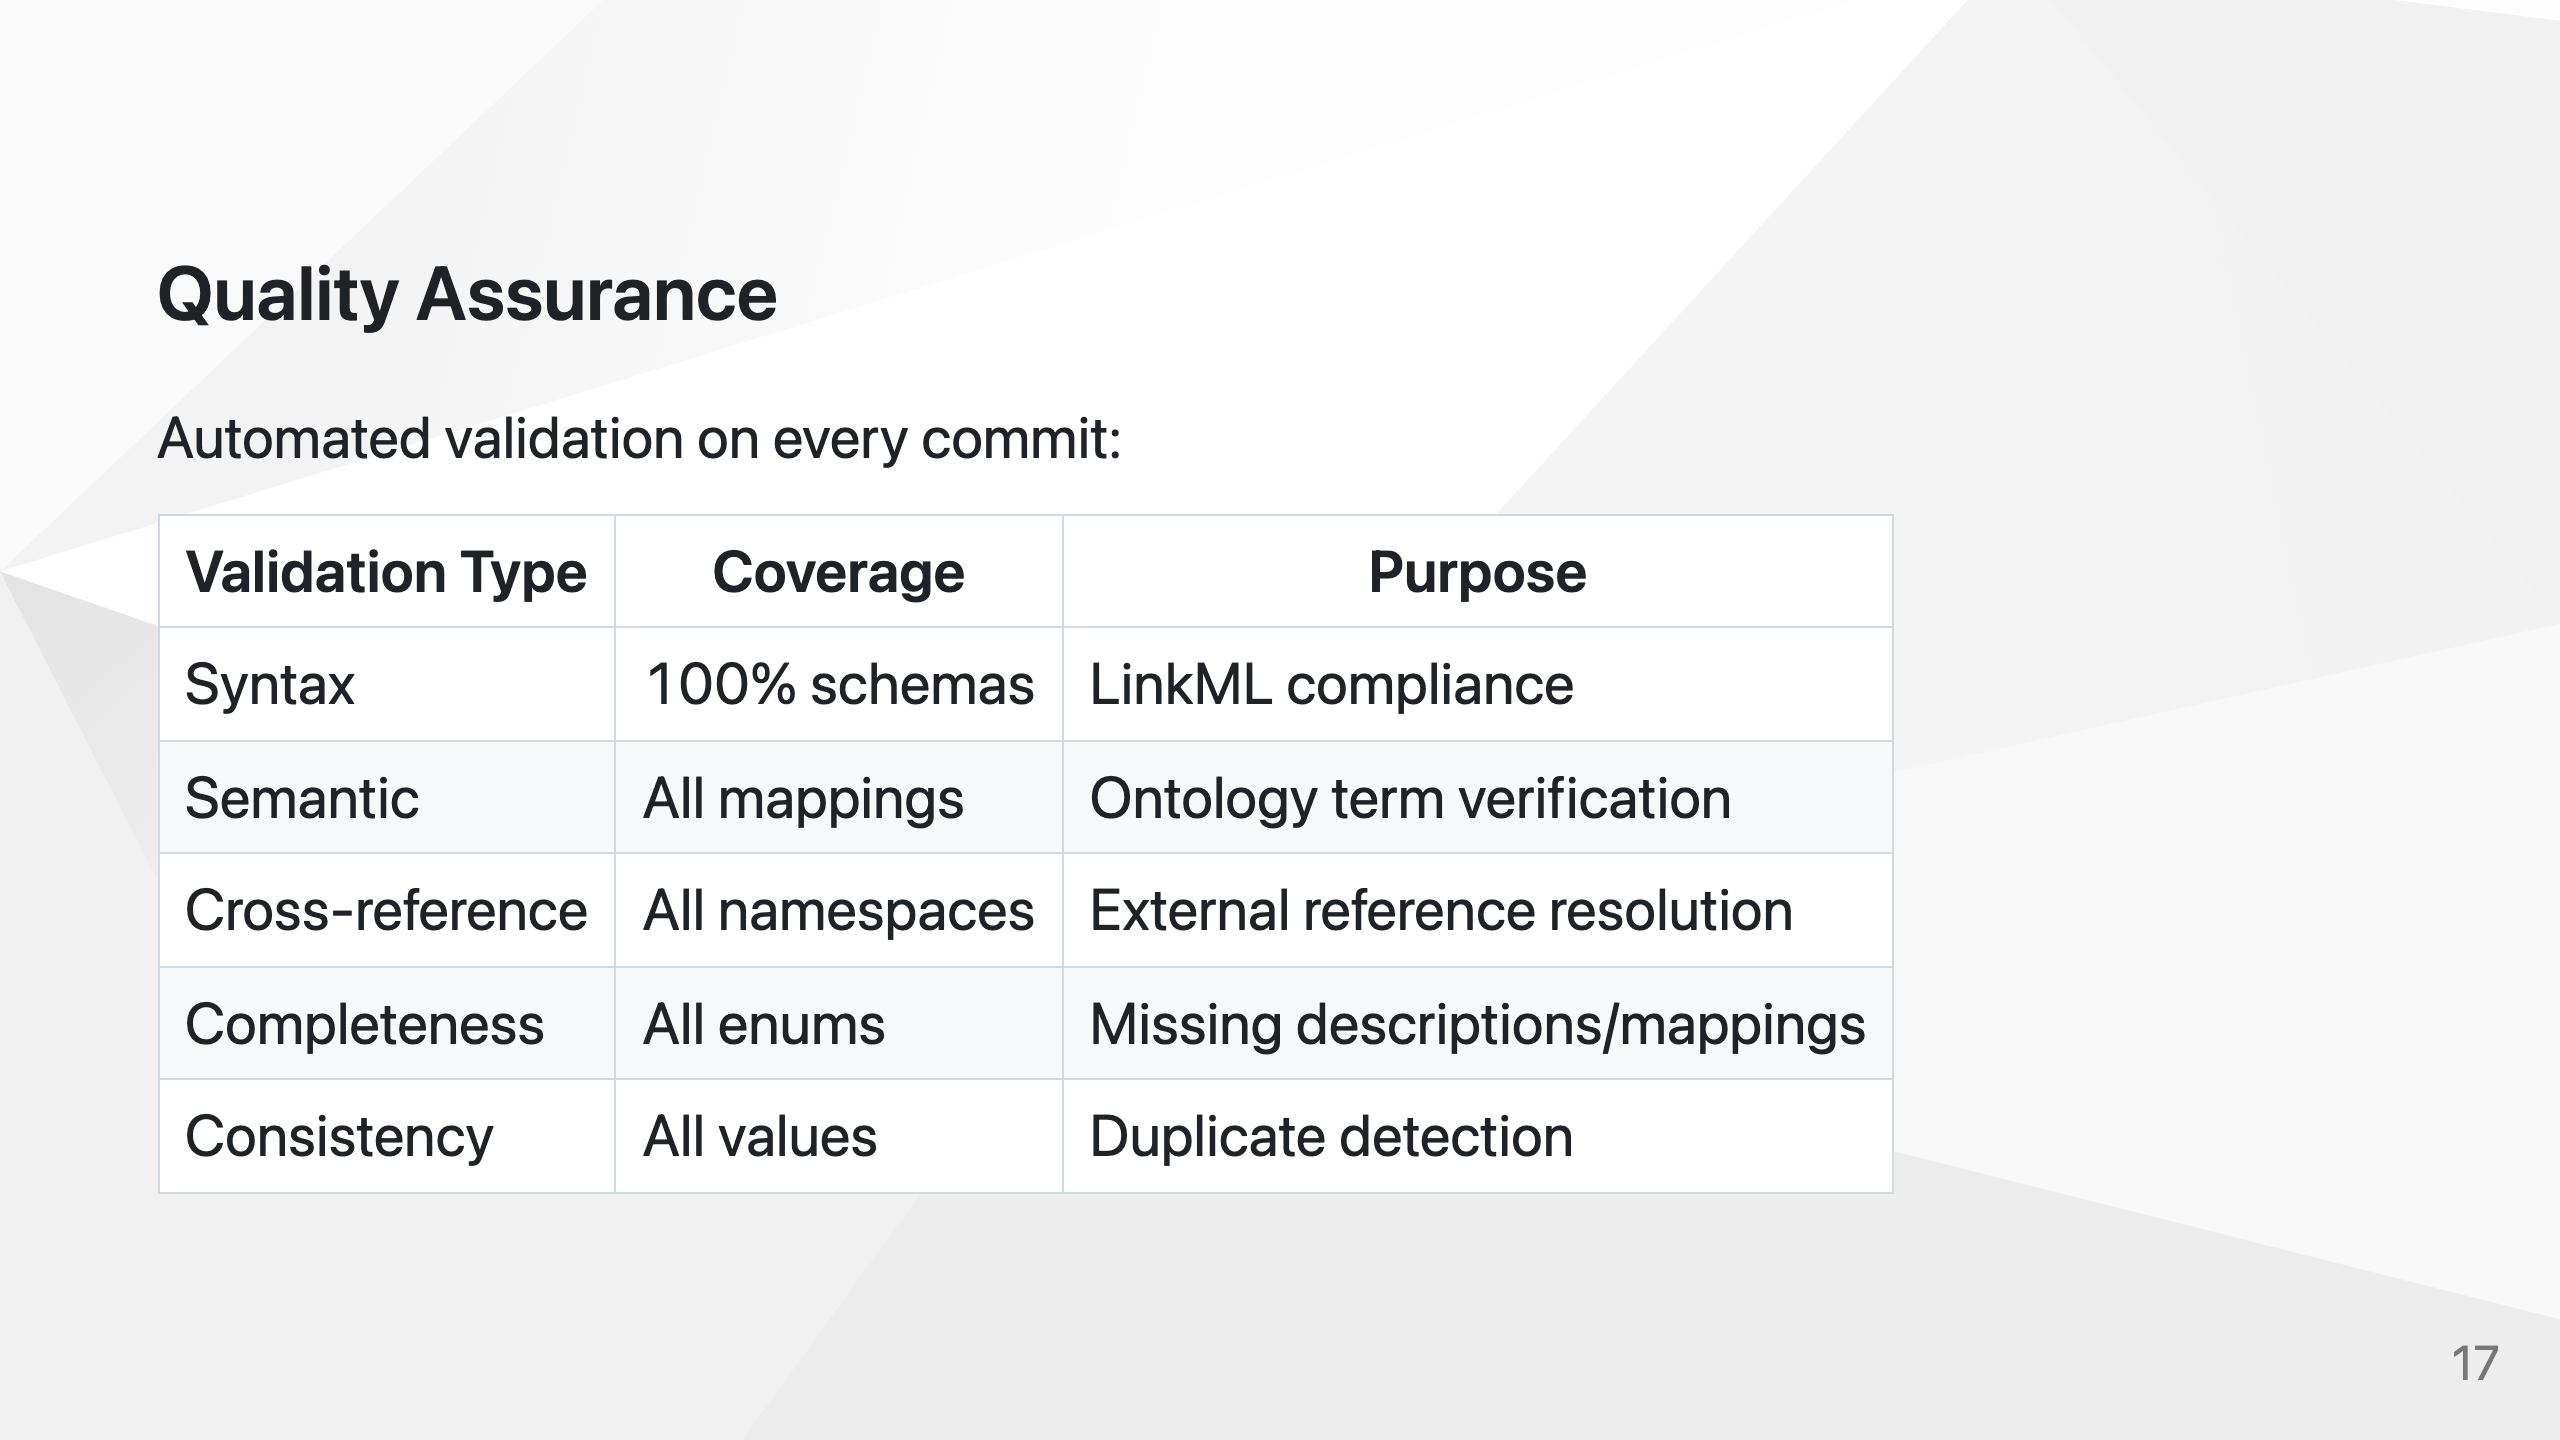 Quality Assurance
Automated validation on every commit:
Validation Type Coverage Purpose
Syntax 100% schemas LinkML compliance
Semantic All mappings Ontology term verification
Cross-reference All namespaces External reference resolution
Completeness All enums Missing descriptions/mappings
Consistency All values Duplicate detection
17